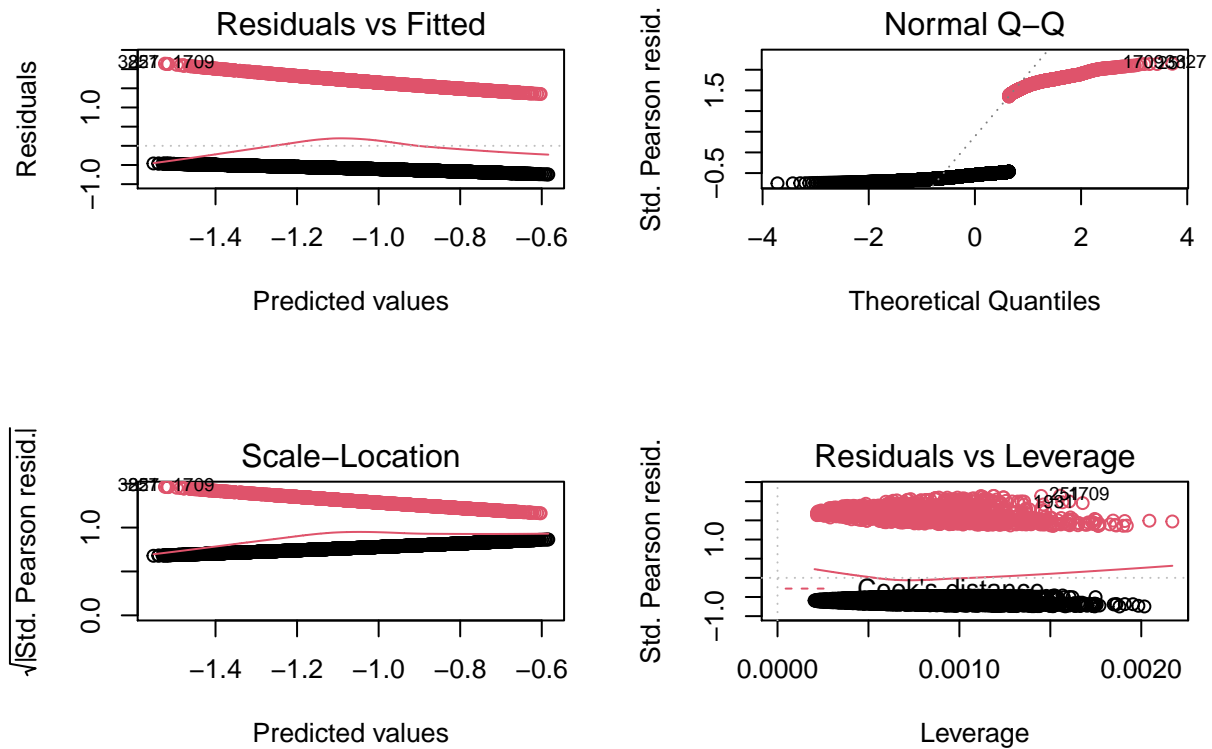 Residuals vs Fitted
Residuals
1.0
−1.0
1709
−1.4 −1.2 −1.0 −0.8 −0.6
Predicted values
Normal Q−Q
Std. Pearson resid.
1.5
−0.5
−4 −2 0 2 4
Theoretical Quantiles
Scale−Location
√|Std. Pearson resid.|
1.0
0.0
1709
−1.4 −1.2 −1.0 −0.8 −0.6
Predicted values
Residuals vs Leverage
Std. Pearson resid.
1.0
−1.0
251
1709
1931
Cook's distance
0.0000 0.0010 0.0020
Leverage